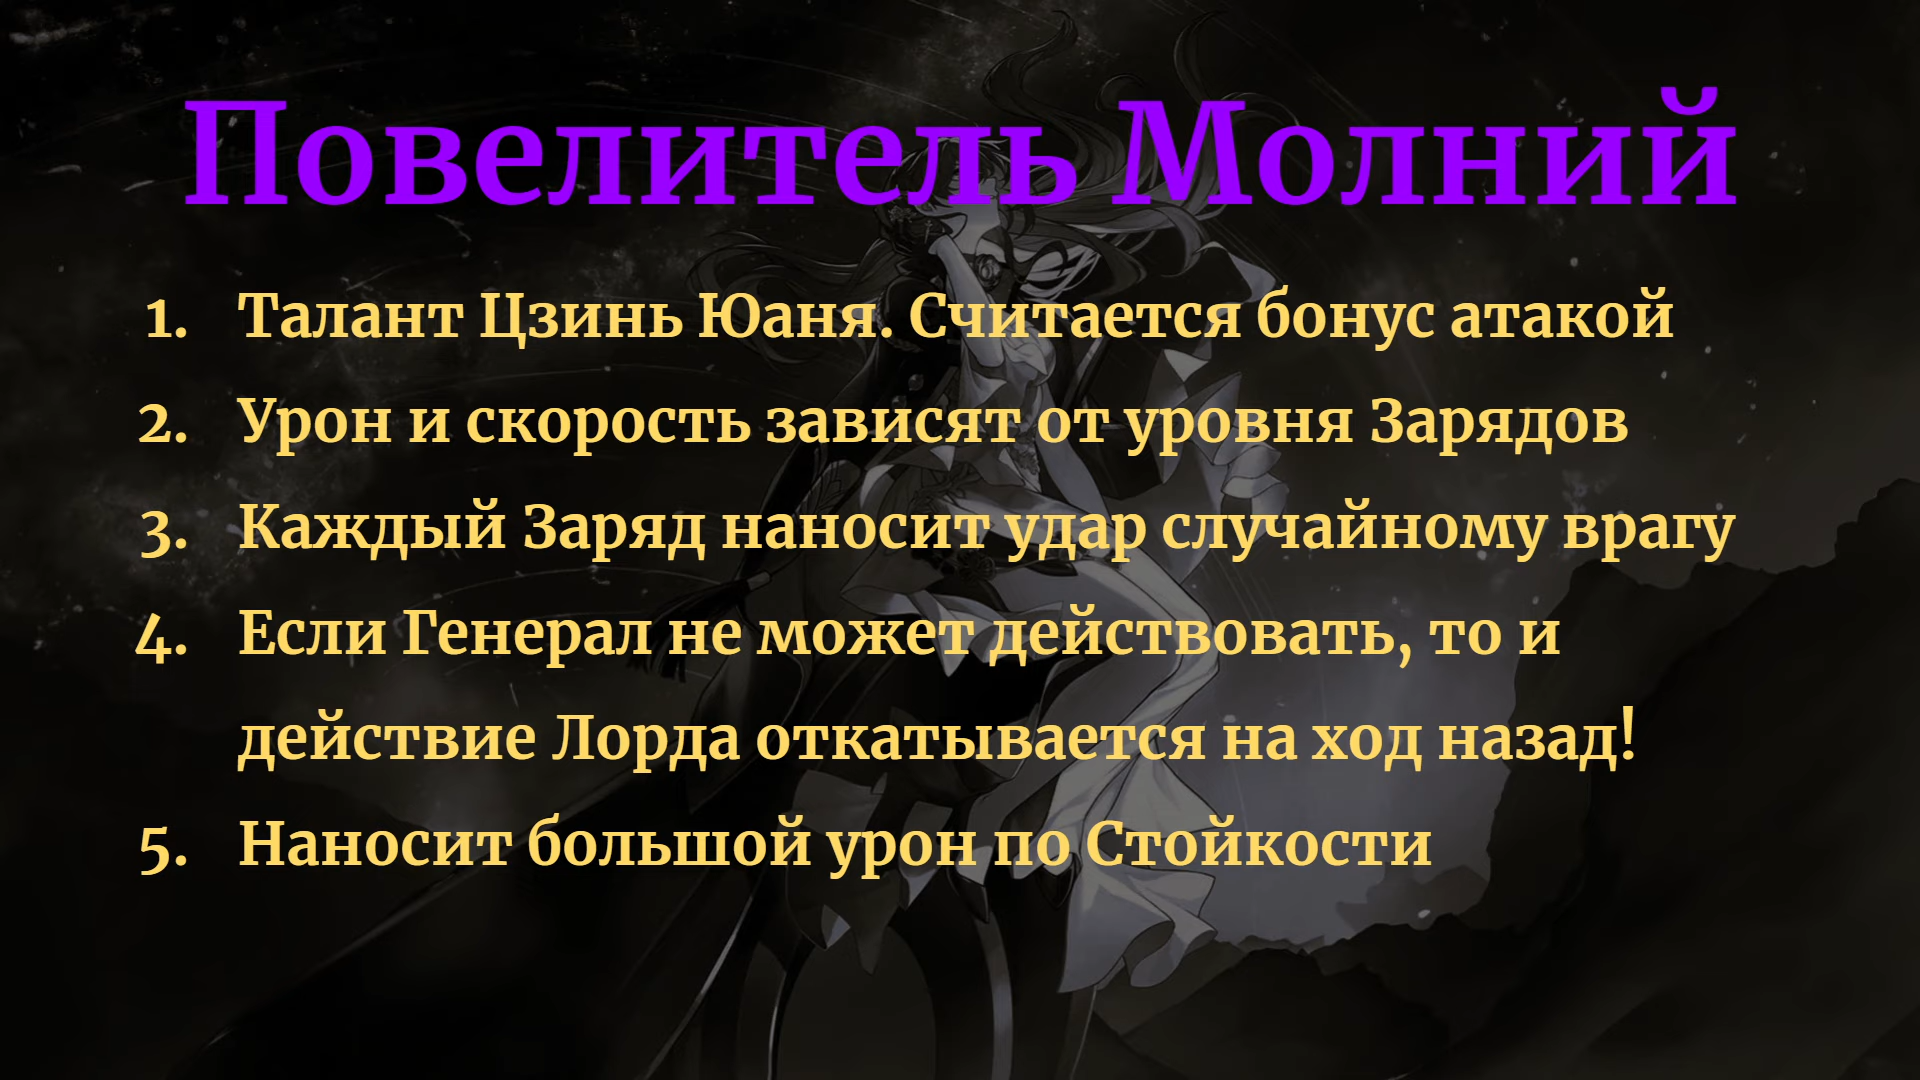 Повелитель Молний
1. Талант Цзинь Юаня. Считается бонус атакой
2. Урон и скорость зависят от уровня Зарядов
3. Каждый Заряд наносит удар случайному врагу
4. Если Генерал не может действовать, то и
действие Лорда откатывается на ход назад!
5. Наносит большой урон по Стойкости